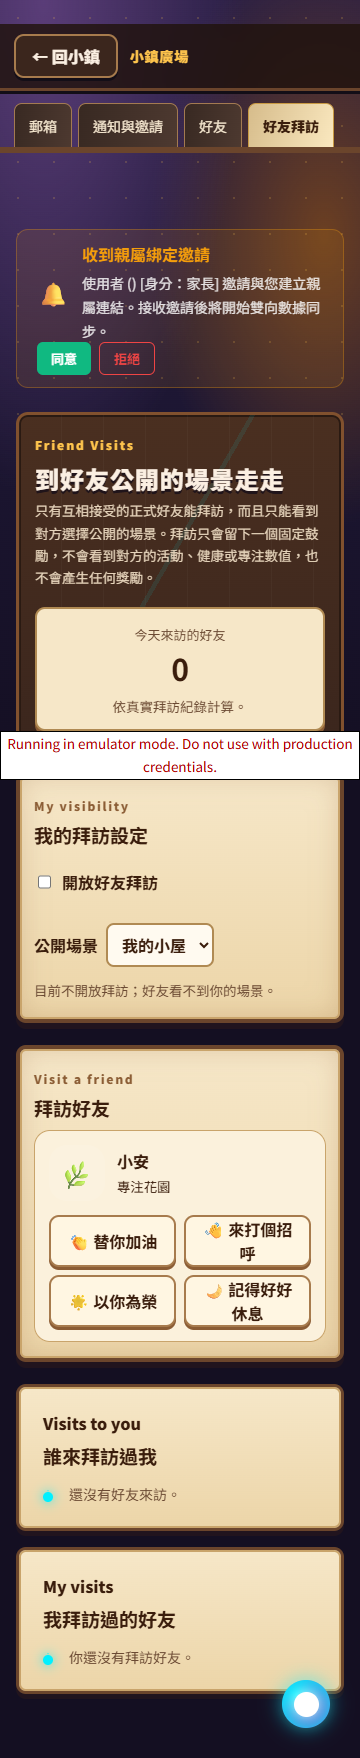 ← 回小鎮
小鎮廣場
郵箱
通知與邀請
好友
好友拜訪
收到親屬綁定邀請
使用者 () [身分：家長] 邀請與您建立親
屬連結。接收邀請後將開始雙向數據同
步。
同意
拒絕
Friend Visits
到好友公開的場景走走
只有互相接受的正式好友能拜訪，而且只能看到
對方選擇公開的場景。拜訪只會留下一個固定鼓
勵，不會看到對方的活動、健康或專注數值，也
不會產生任何獎勵。
今天來訪的好友
0
依真實拜訪紀錄計算。
Running in emulator mode. Do not use with production
credentials.
My visibility
我的拜訪設定
開放好友拜訪
公開場景
我的小屋
目前不開放拜訪；好友看不到你的場景。
Visit a friend
拜訪好友
小安
專注花園
替你加油
來打個招
呼
以你為榮
記得好好
休息
Visits to you
誰來拜訪過我
還沒有好友來訪。
My visits
我拜訪過的好友
你還沒有拜訪好友。